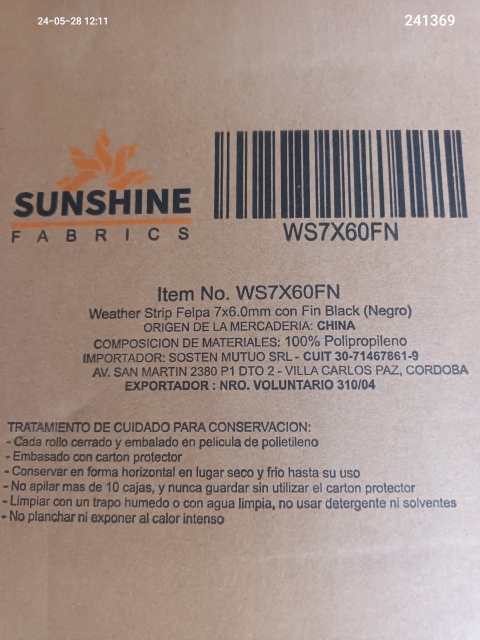 24-05-28 12:11
241369
SUNSHINE
FABRICS
WS7X60FN
Item No. WS7X60FN
Weather Strip Felpa 7x6.0mm con Fin Black (Negro)
ORIGEN DE LA MERCADERIA: CHINA
COMPOSICION DE MATERIALES: 100% Polipropileno
IMPORTADOR: SOSTEN MUTUO SRL - CUIT 30-71467861-9
AV. SAN MARTIN 2380 P1 DTO 2 - VILLA CARLOS PAZ, CORDOBA
EXPORTADOR : NRO. VOLUNTARIO 310/04
TRATAMIENTO DE CUIDADO PARA CONSERVACION:
- Cada rollo cerrado y embalado en pelicula de polietileno
- Embasado con carton protector
- Conservar en forma horizontal en lugar seco y frio hasta su uso
- No apilar mas de 10 cajas, y nunca guardar sin utilizar el carton protector
- Limpiar con un trapo humedo o con agua limpia, no usar detergente ni solventes
- No planchar ni exponer al calor intenso